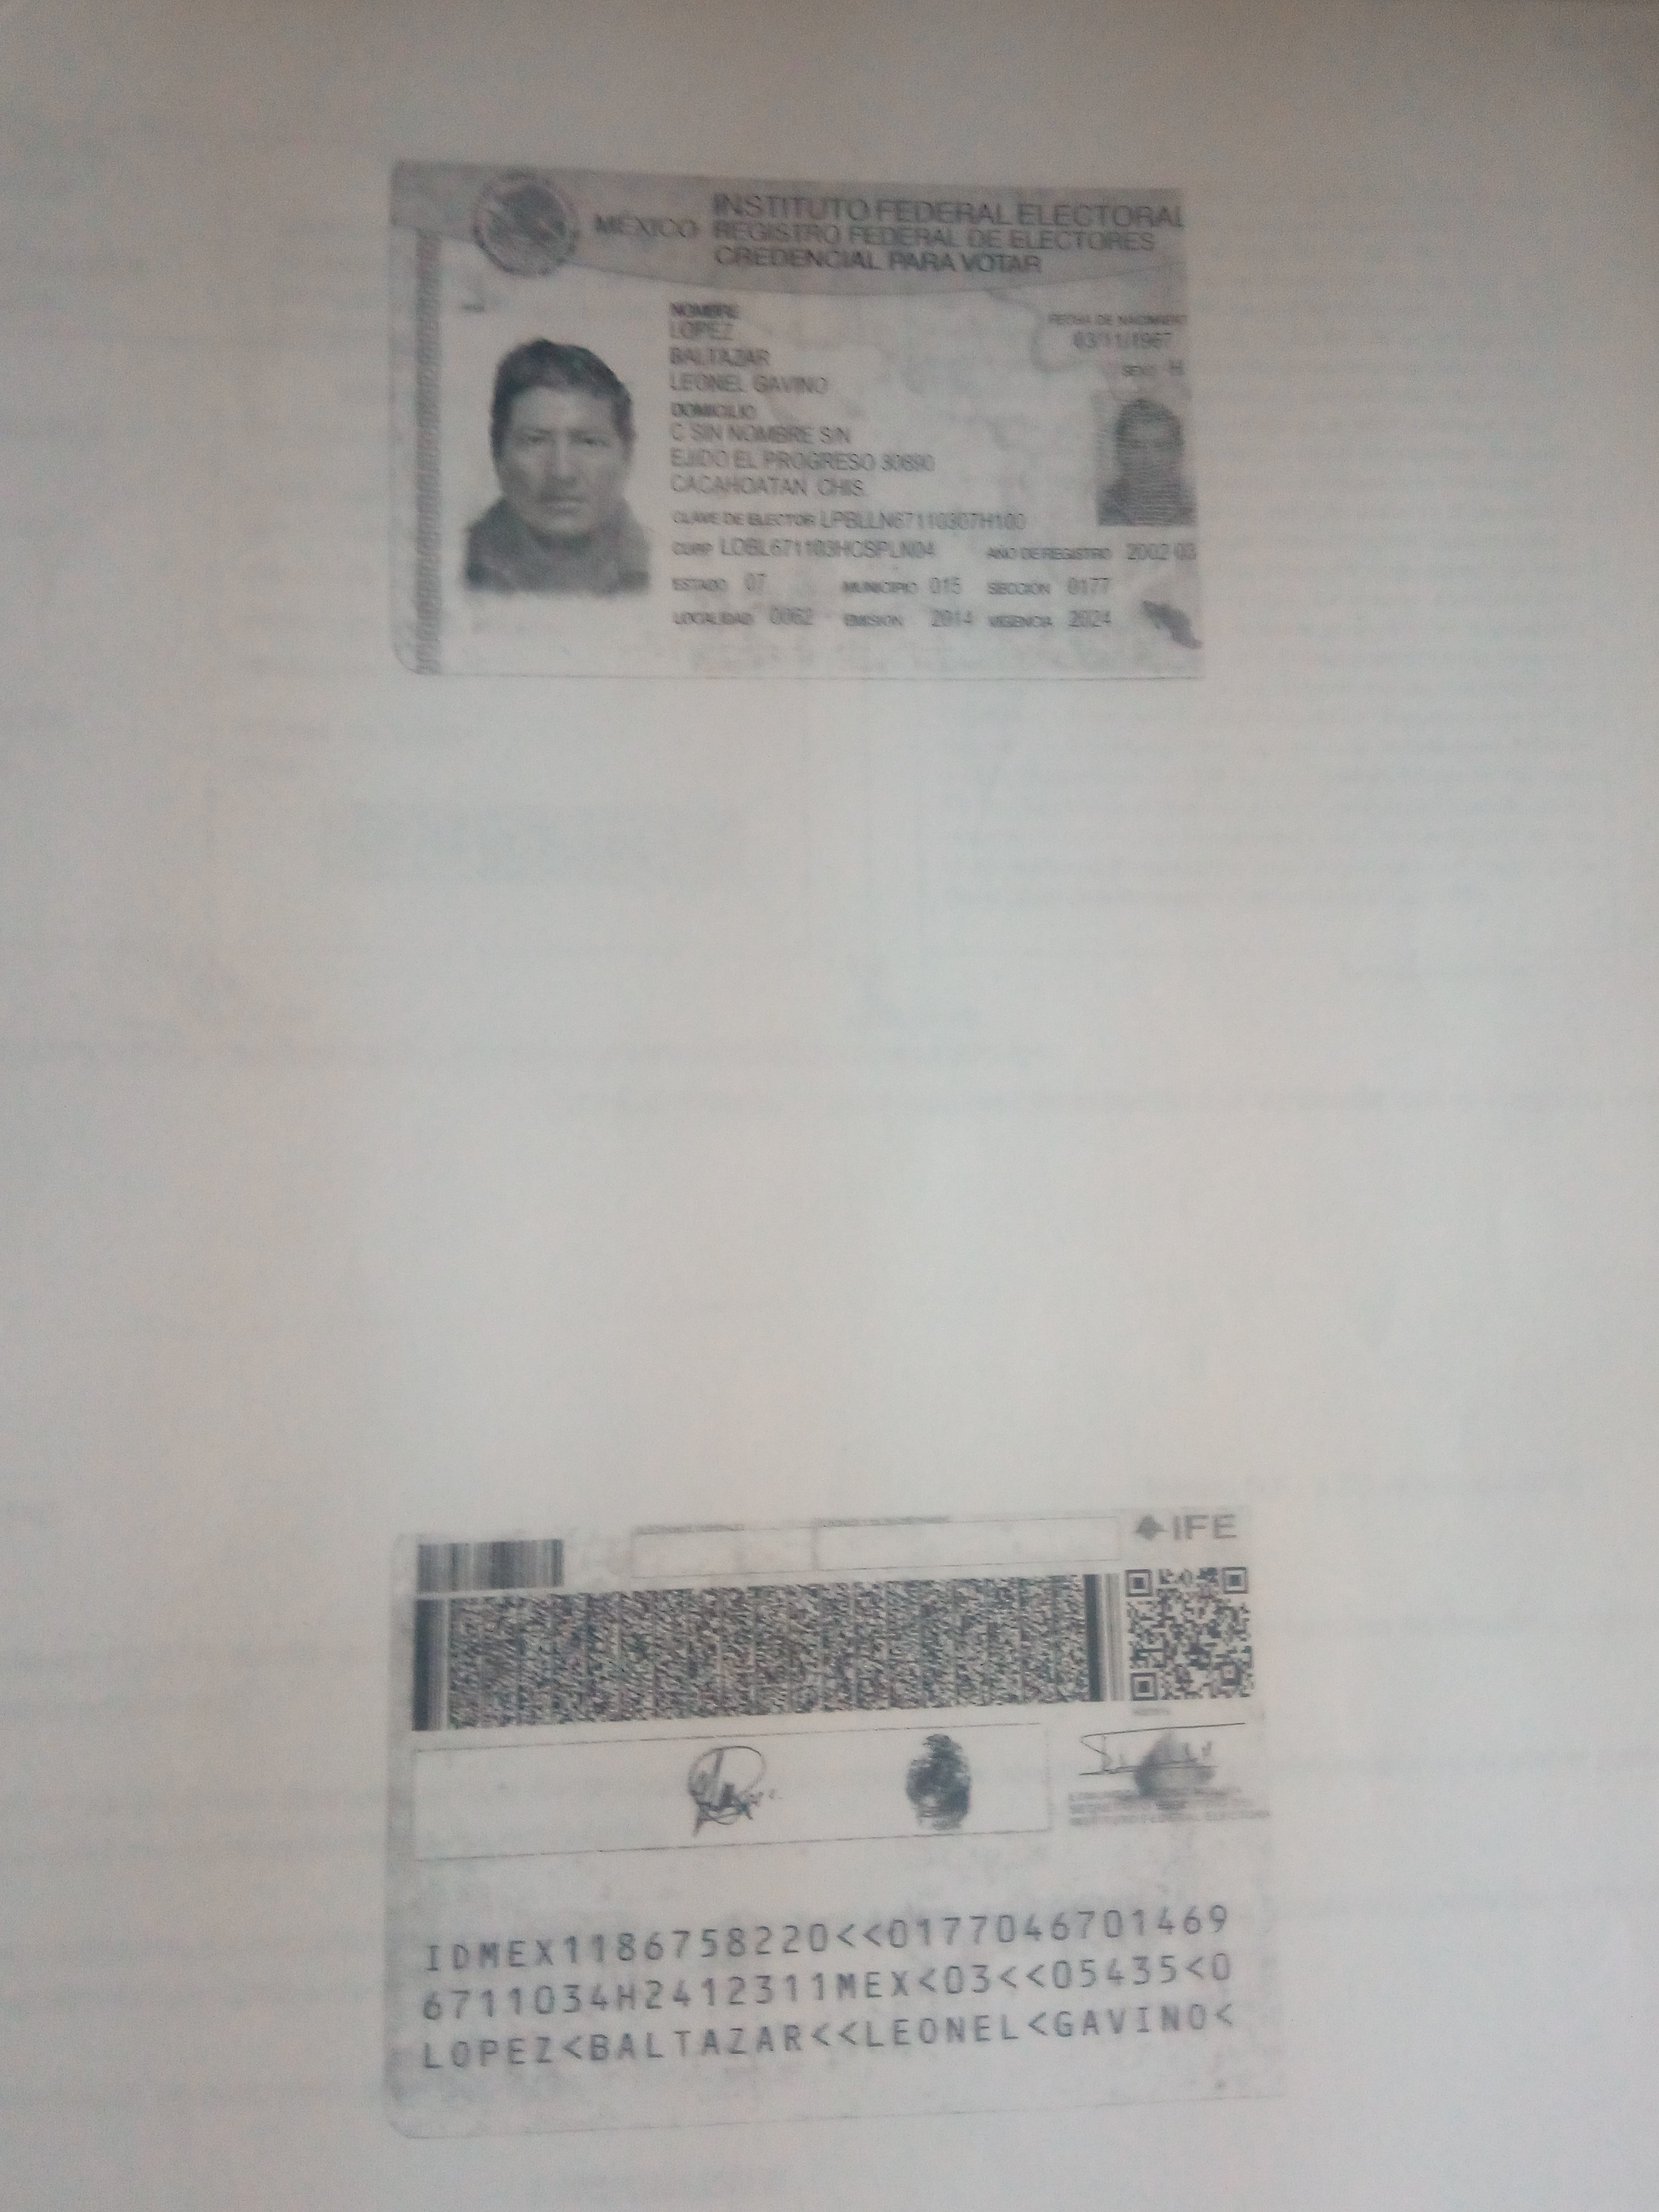 MÉXICO INSTITUTO FEDERAL ELECTORAL
REGISTRO FEDERAL DE ELECTORES
CREDENCIAL PARA VOTAR
NOMBRE
LOPEZ
BALTAZAR
LEONEL GAVINO
DOMICILIO
C SIN NOMBRE S/N
EJIDO EL PROGRESO 30890
CACAHOATAN, CHIS.
FECHA DE NACIMIENTO
03/11/1967
SEXO H
CLAVE DE ELECTOR LPBLLN67110307H100
CURP LOBL671103HCSPLN04 AÑO DE REGISTRO 2002 03
ESTADO 07 MUNICIPIO 015 SECCIÓN 0177
LOCALIDAD 0062 EMISIÓN 2014 VIGENCIA 2024
IFE
IDMEX1186758220<<0177046701469
6711034H2412311MEX<03<<05435<0
LOPEZ<BALTAZAR<<LEONEL<GAVINO<